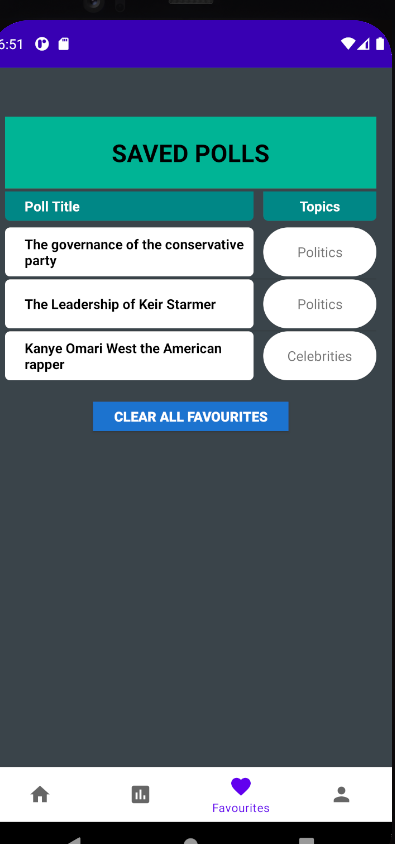 6:51
SAVED POLLS
Poll Title
Topics
The governance of the conservative
party
Politics
The Leadership of Keir Starmer
Politics
Kanye Omari West the American
rapper
Celebrities
CLEAR ALL FAVOURITES
Favourites